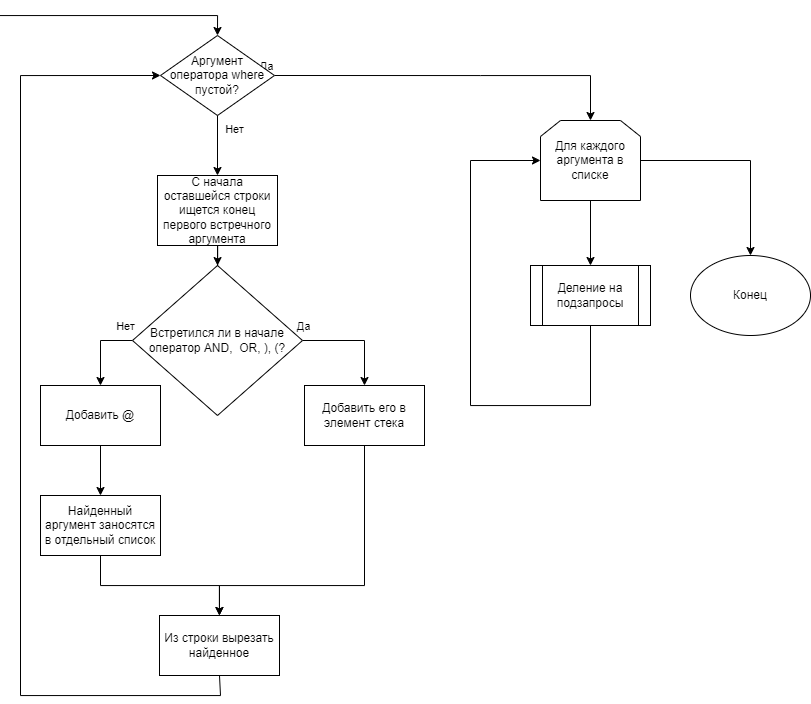 Аргумент
оператора where
пустой?
Да
Нет
С начала
оставшейся строки
ищется конец
первого встречного
аргумента
Встретился ли в начале
оператор AND, OR, ), (?
Нет
Да
Добавить @
Добавить его в
элемент стека
Найденный
аргумент заносятся
в отдельный список
Из строки вырезать
найденное
Для каждого
аргумента в
списке
Деление на
подзапросы
Конец